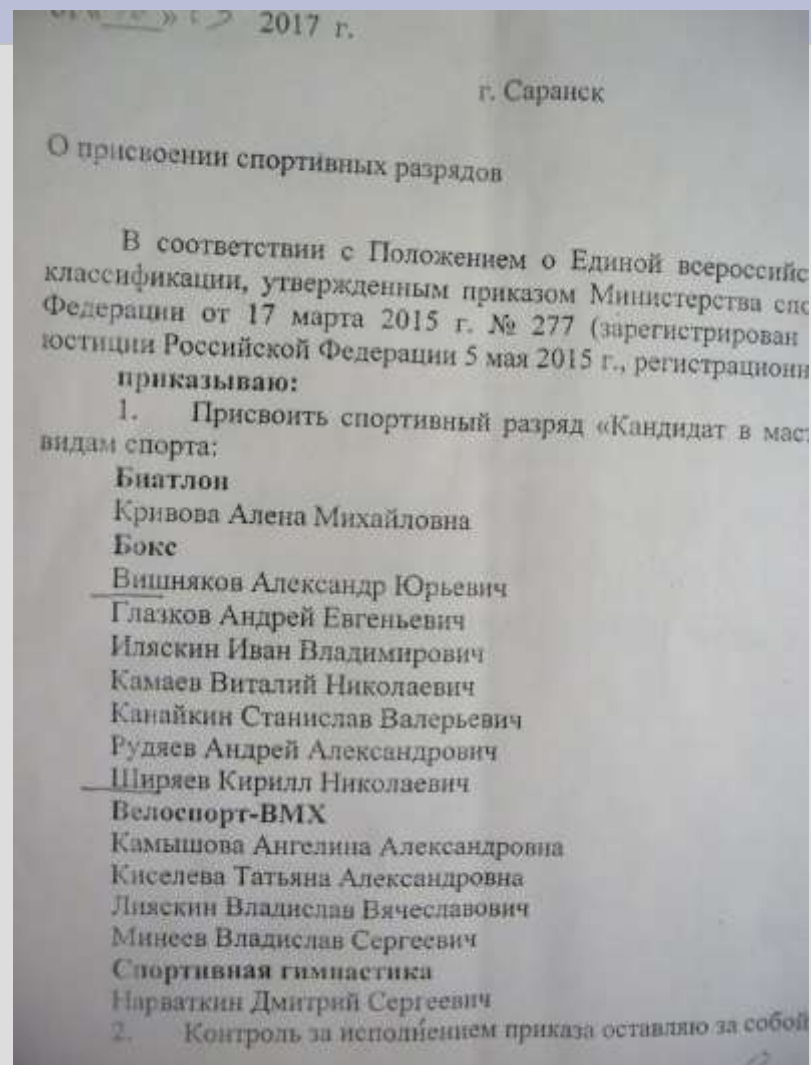 2017 г.
г. Саранск
О присвоении спортивных разрядов
В соответствии с Положением о Единой всероссийс
классификации, утвержденным приказом Министерства спо
Федерации от 17 марта 2015 г. № 277 (зарегистрирован
юстиции Российской Федерации 5 мая 2015 г., регистрационн
приказываю:
1. Присвоить спортивный разряд «Кандидат в мас
видам спорта:
Биатлон
Кривова Алена Михайловна
Бокс
Вишняков Александр Юрьевич
Глазков Андрей Евгеньевич
Иляскин Иван Владимирович
Камаев Виталий Николаевич
Канайкин Станислав Валерьевич
Рудяев Андрей Александрович
Ширяев Кирилл Николаевич
Велоспорт-ВМХ
Камышова Ангелина Александровна
Киселева Татьяна Александровна
Лияскин Владислав Вячеславович
Минеев Владислав Сергеевич
Спортивная гимнастика
Нарваткин Дмитрий Сергеевич
2. Контроль за исполнением приказа оставляю за собой